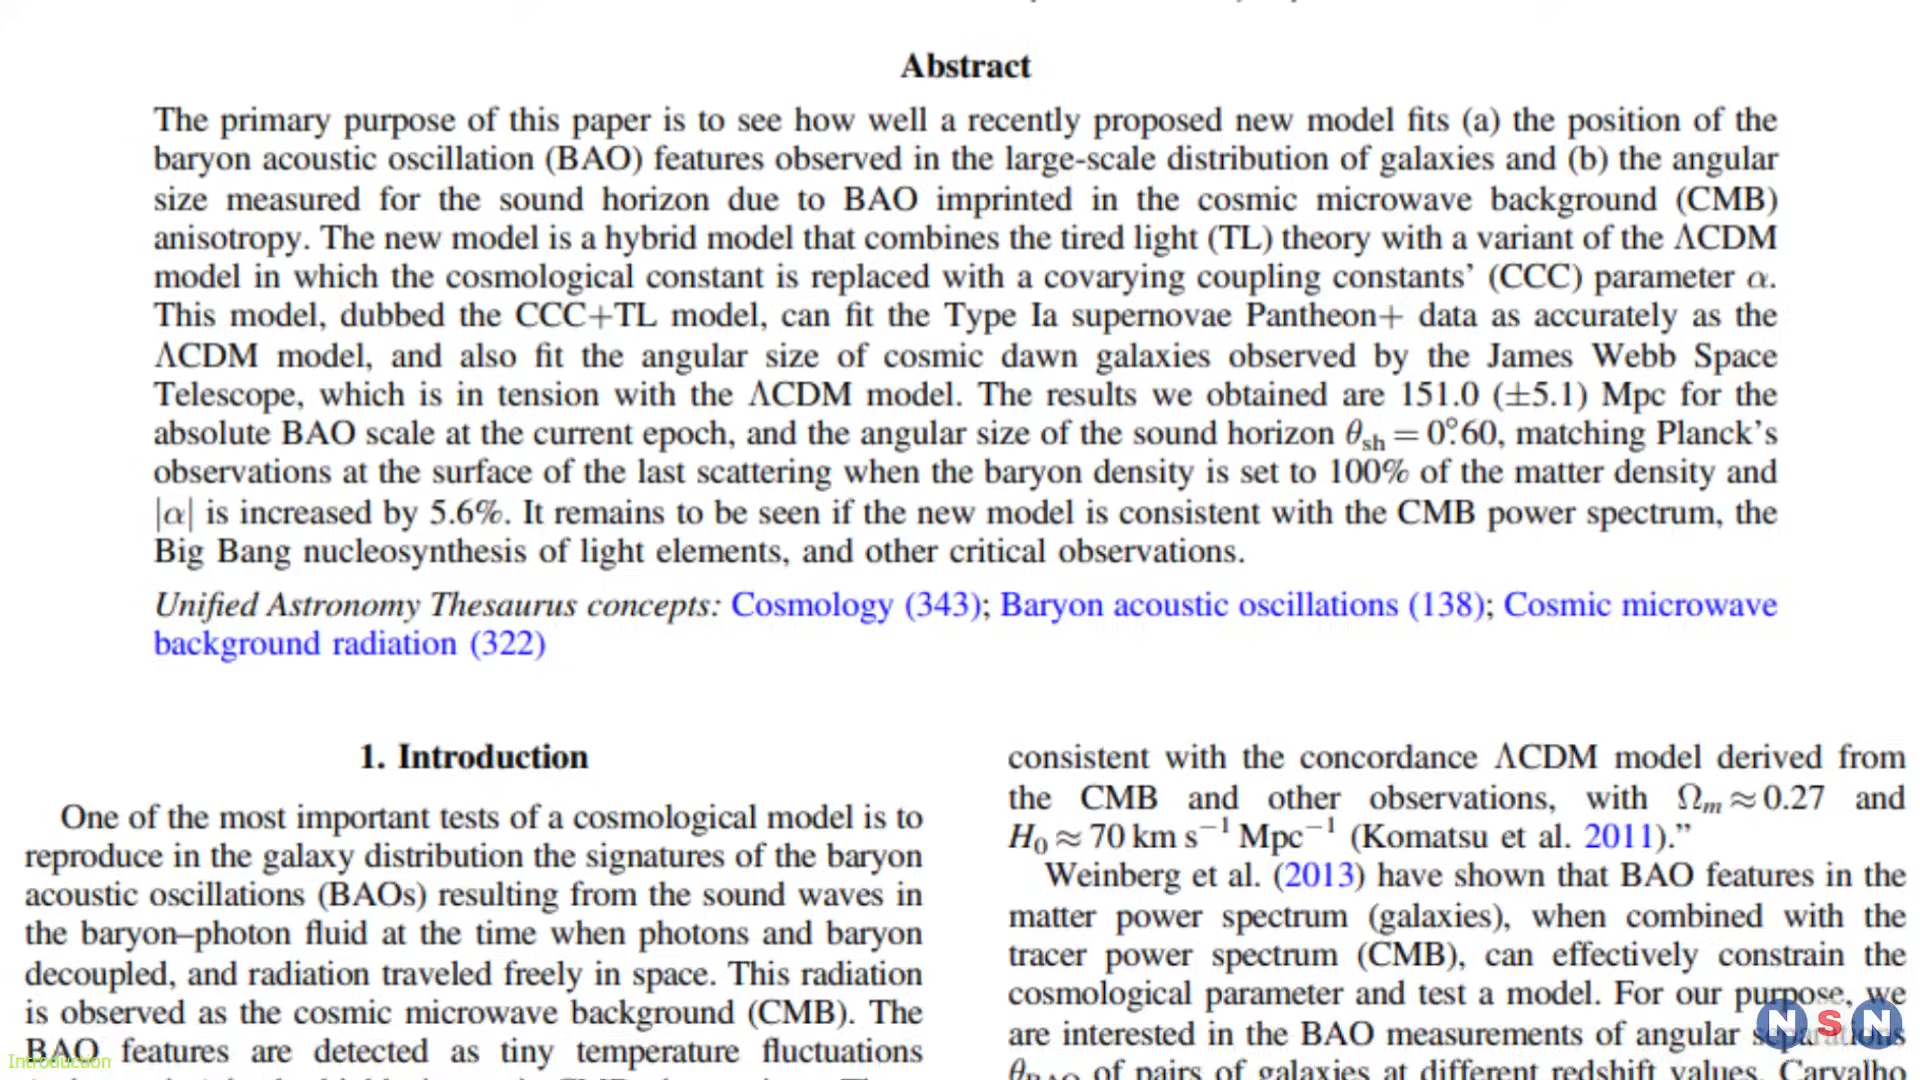 Abstract
The primary purpose of this paper is to see how well a recently proposed new model fits (a) the position of the
baryon acoustic oscillation (BAO) features observed in the large-scale distribution of galaxies and (b) the angular
size measured for the sound horizon due to BAO imprinted in the cosmic microwave background (CMB)
anisotropy. The new model is a hybrid model that combines the tired light (TL) theory with a variant of the ΛCDM
model in which the cosmological constant is replaced with a covarying coupling constants’ (CCC) parameter α.
This model, dubbed the CCC+TL model, can fit the Type Ia supernovae Pantheon+ data as accurately as the
ΛCDM model, and also fit the angular size of cosmic dawn galaxies observed by the James Webb Space
Telescope, which is in tension with the ΛCDM model. The results we obtained are 151.0 (±5.1) Mpc for the
absolute BAO scale at the current epoch, and the angular size of the sound horizon θsh = 0°.60, matching Planck’s
observations at the surface of the last scattering when the baryon density is set to 100% of the matter density and
|α| is increased by 5.6%. It remains to be seen if the new model is consistent with the CMB power spectrum, the
Big Bang nucleosynthesis of light elements, and other critical observations.
Unified Astronomy Thesaurus concepts: Cosmology (343); Baryon acoustic oscillations (138); Cosmic microwave
background radiation (322)
1. Introduction
One of the most important tests of a cosmological model is to
reproduce in the galaxy distribution the signatures of the baryon
acoustic oscillations (BAOs) resulting from the sound waves in
the baryon–photon fluid at the time when photons and baryon
decoupled, and radiation traveled freely in space. This radiation
is observed as the cosmic microwave background (CMB). The
BAO features are detected as tiny temperature fluctuations
consistent with the concordance ΛCDM model derived from
the CMB and other observations, with Ωm ≈ 0.27 and
H0 ≈ 70 km s−1 Mpc−1 (Komatsu et al. 2011).”
Weinberg et al. (2013) have shown that BAO features in the
matter power spectrum (galaxies), when combined with the
tracer power spectrum (CMB), can effectively constrain the
cosmological parameter and test a model. For our purpose, we
are interested in the BAO measurements of angular separations
θBAO of pairs of galaxies at different redshift values. Carvalho
Introduction
NSN